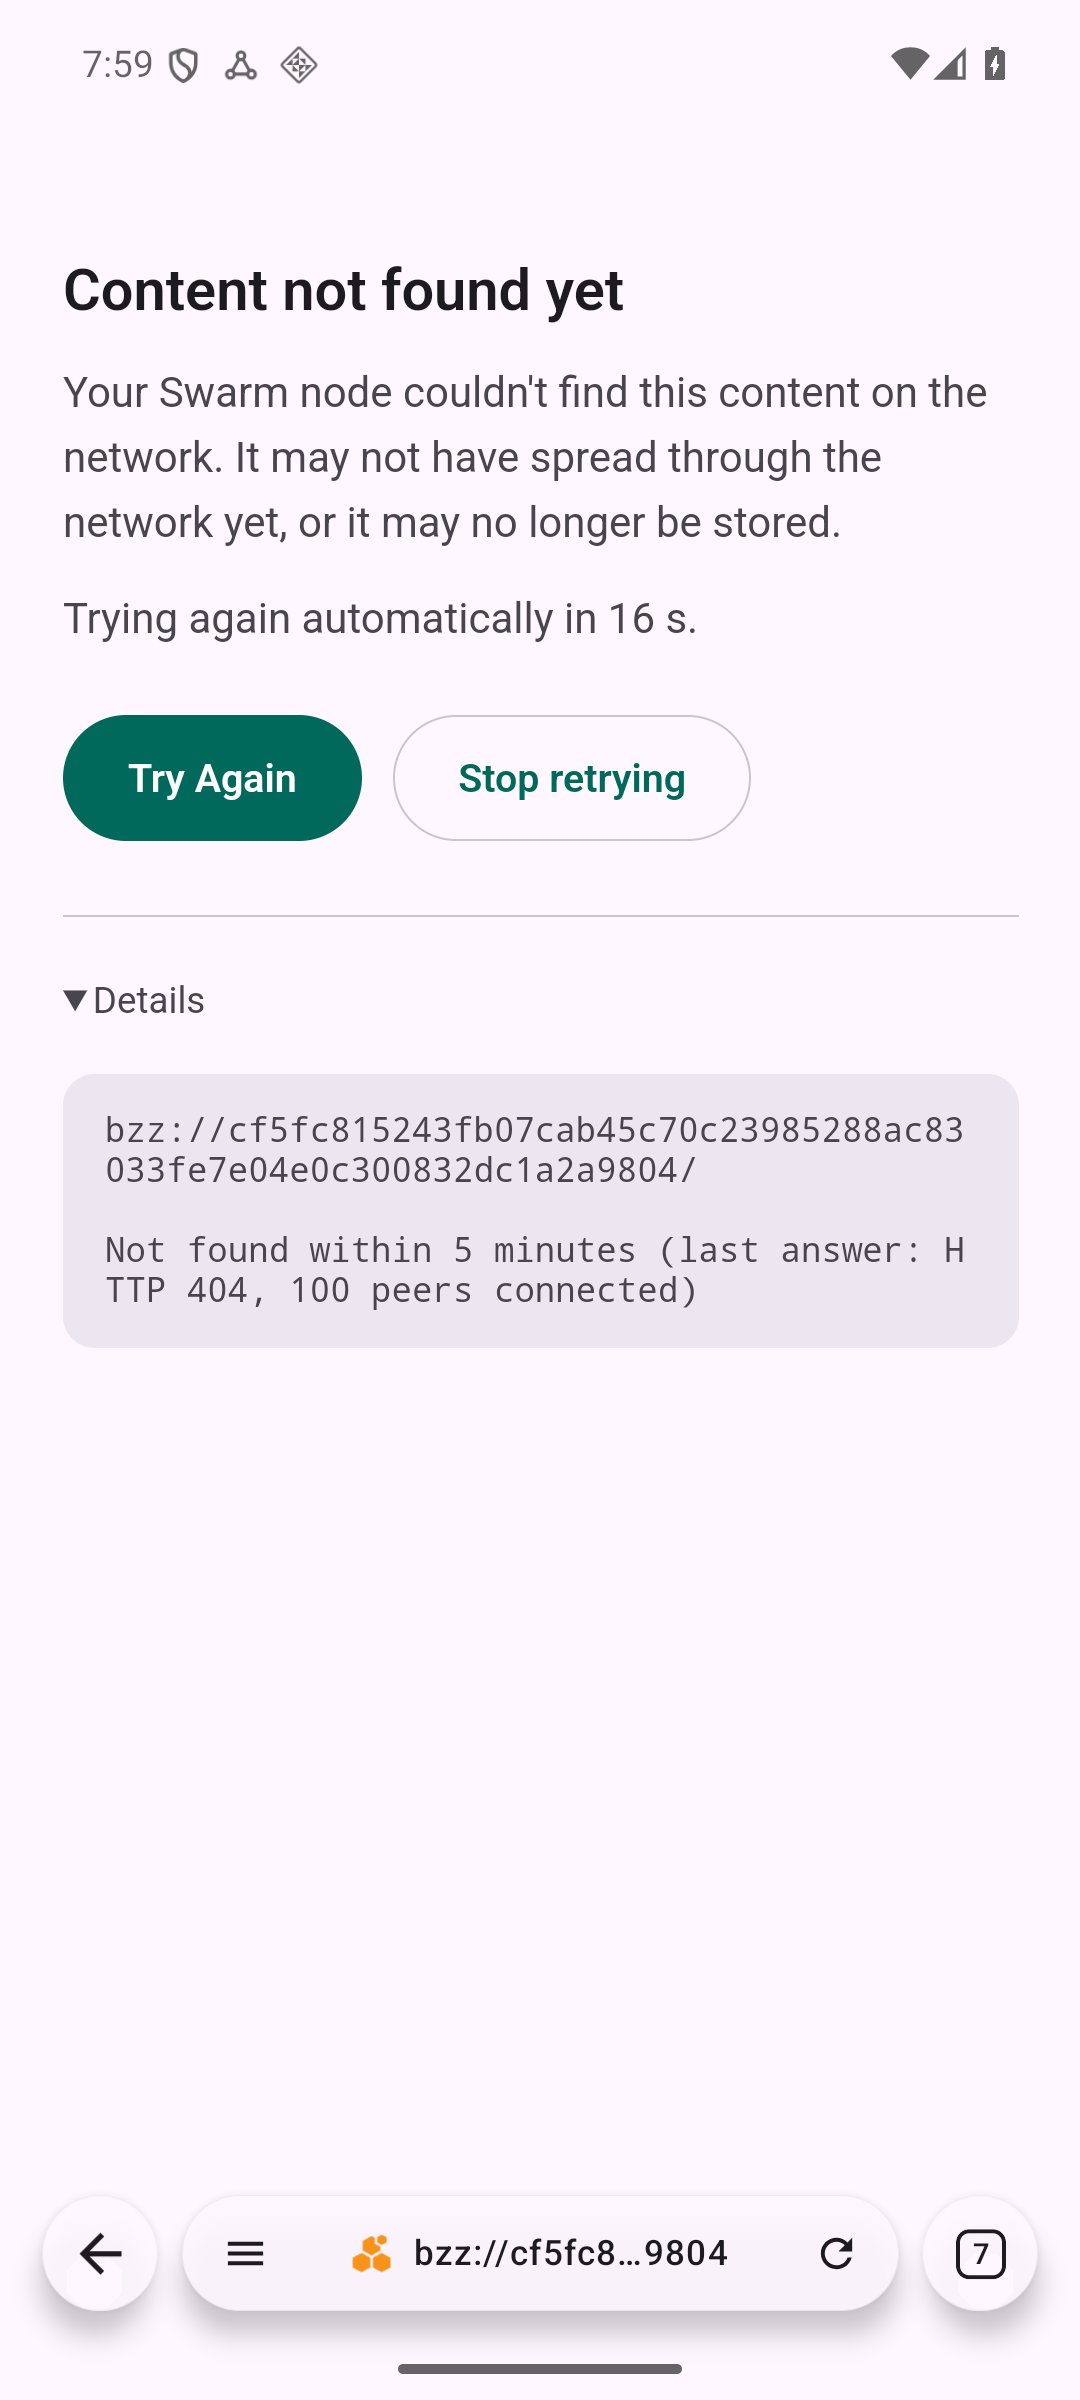 7:59
Content not found yet
Your Swarm node couldn't find this content on the
network. It may not have spread through the
network yet, or it may no longer be stored.
Trying again automatically in 16 s.
Try Again
Stop retrying
Details
bzz://cf5fc815243fb07cab45c70c23985288ac83
033fe7e04e0c300832dc1a2a9804/
Not found within 5 minutes (last answer: H
TTP 404, 100 peers connected)
bzz://cf5fc8…9804
7